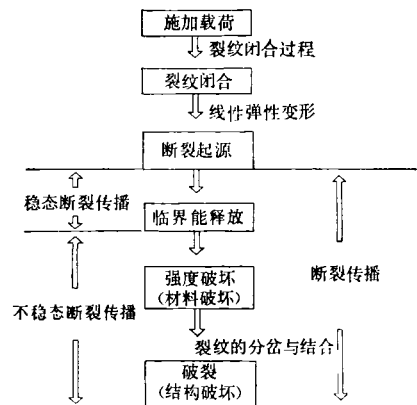 施加载荷
裂纹闭合过程
裂纹闭合
线性弹性变形
断裂起源
稳态断裂传播
临界能释放
强度破坏
(材料破坏)
断裂传播
不稳态断裂传播
裂纹的分岔与结合
破裂
(结构破坏)